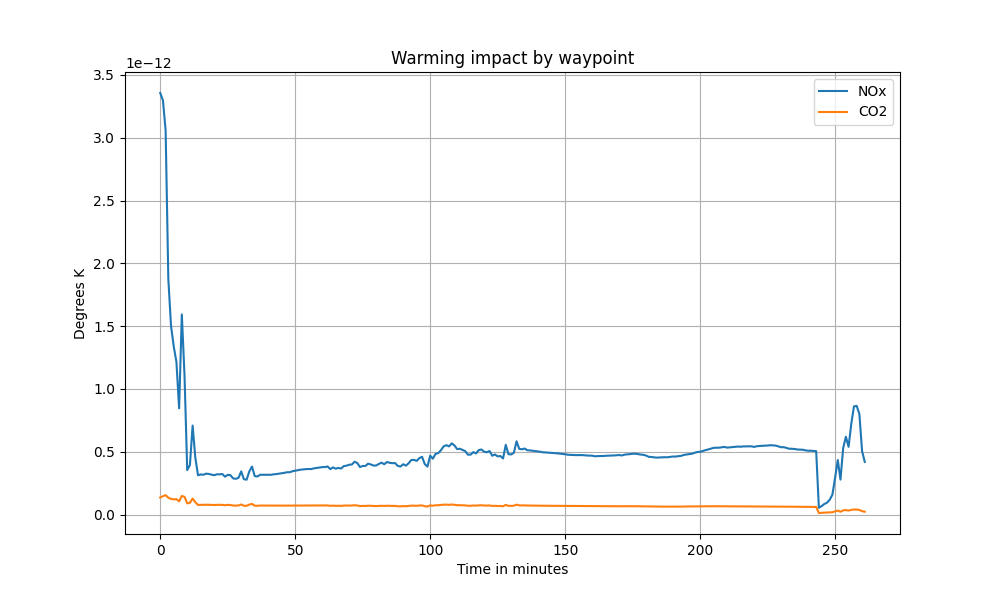 Warming impact by waypoint
1e−12
3.5
3.0
2.5
2.0
1.5
1.0
0.5
0.0
Degrees K
NOx
CO2
0 50 100 150 200 250
Time in minutes